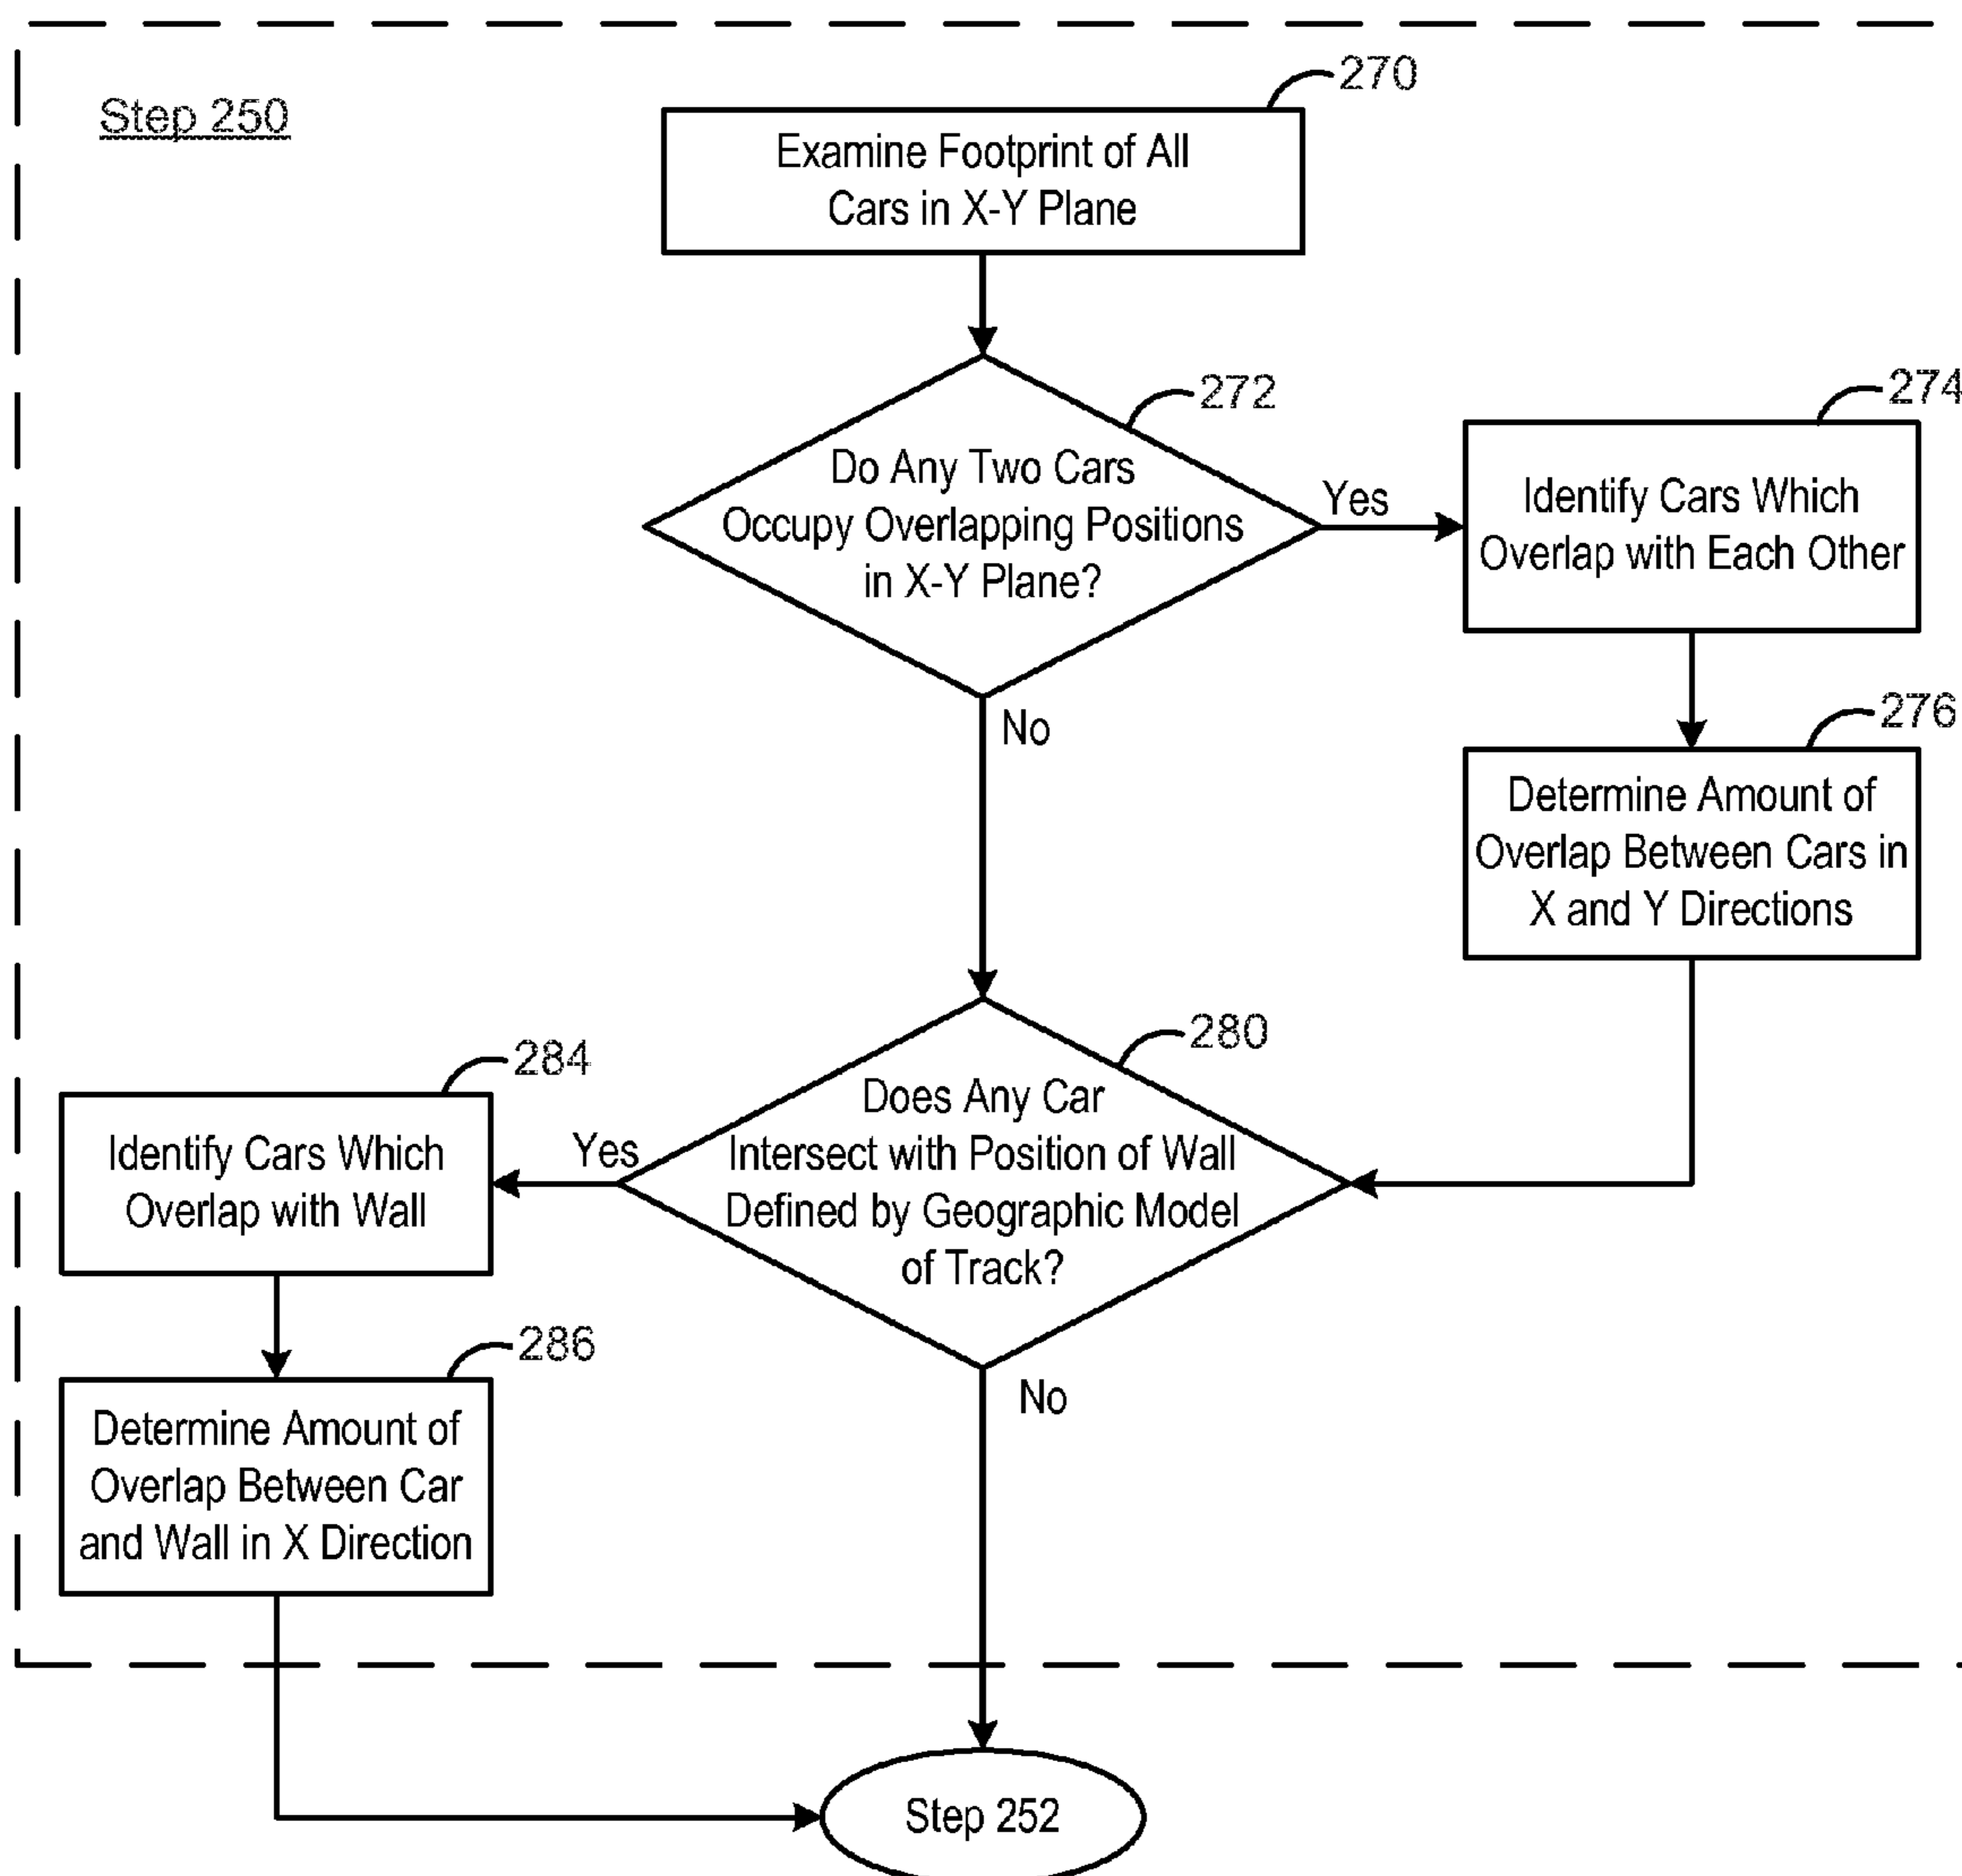 Step 250
270
Examine Footprint of All
Cars in X-Y Plane
272
Do Any Two Cars
Occupy Overlapping Positions
in X-Y Plane?
Yes
No
274
Identify Cars Which
Overlap with Each Other
276
Determine Amount of
Overlap Between Cars in
X and Y Directions
280
Does Any Car
Intersect with Position of Wall
Defined by Geographic Model
of Track?
Yes
No
284
Identify Cars Which
Overlap with Wall
286
Determine Amount of
Overlap Between Car
and Wall in X Direction
Step 252